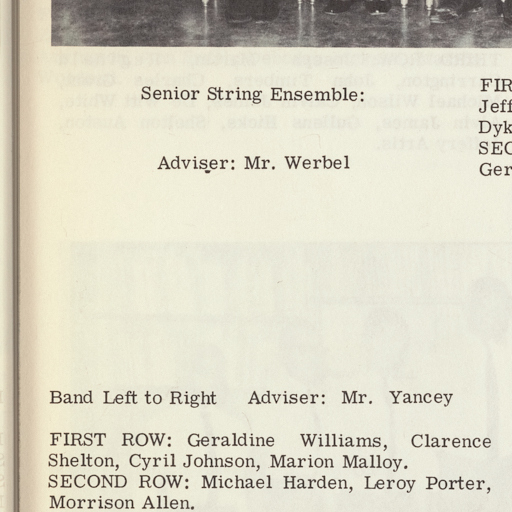 Senior String Ensemble:
Adviser: Mr. Werbel
FIR
Jeff
Dyk
SEC
Ger
Band Left to Right Adviser: Mr. Yancey
FIRST ROW: Geraldine Williams, Clarence
Shelton, Cyril Johnson, Marion Malloy.
SECOND ROW: Michael Harden, Leroy Porter,
Morrison Allen.